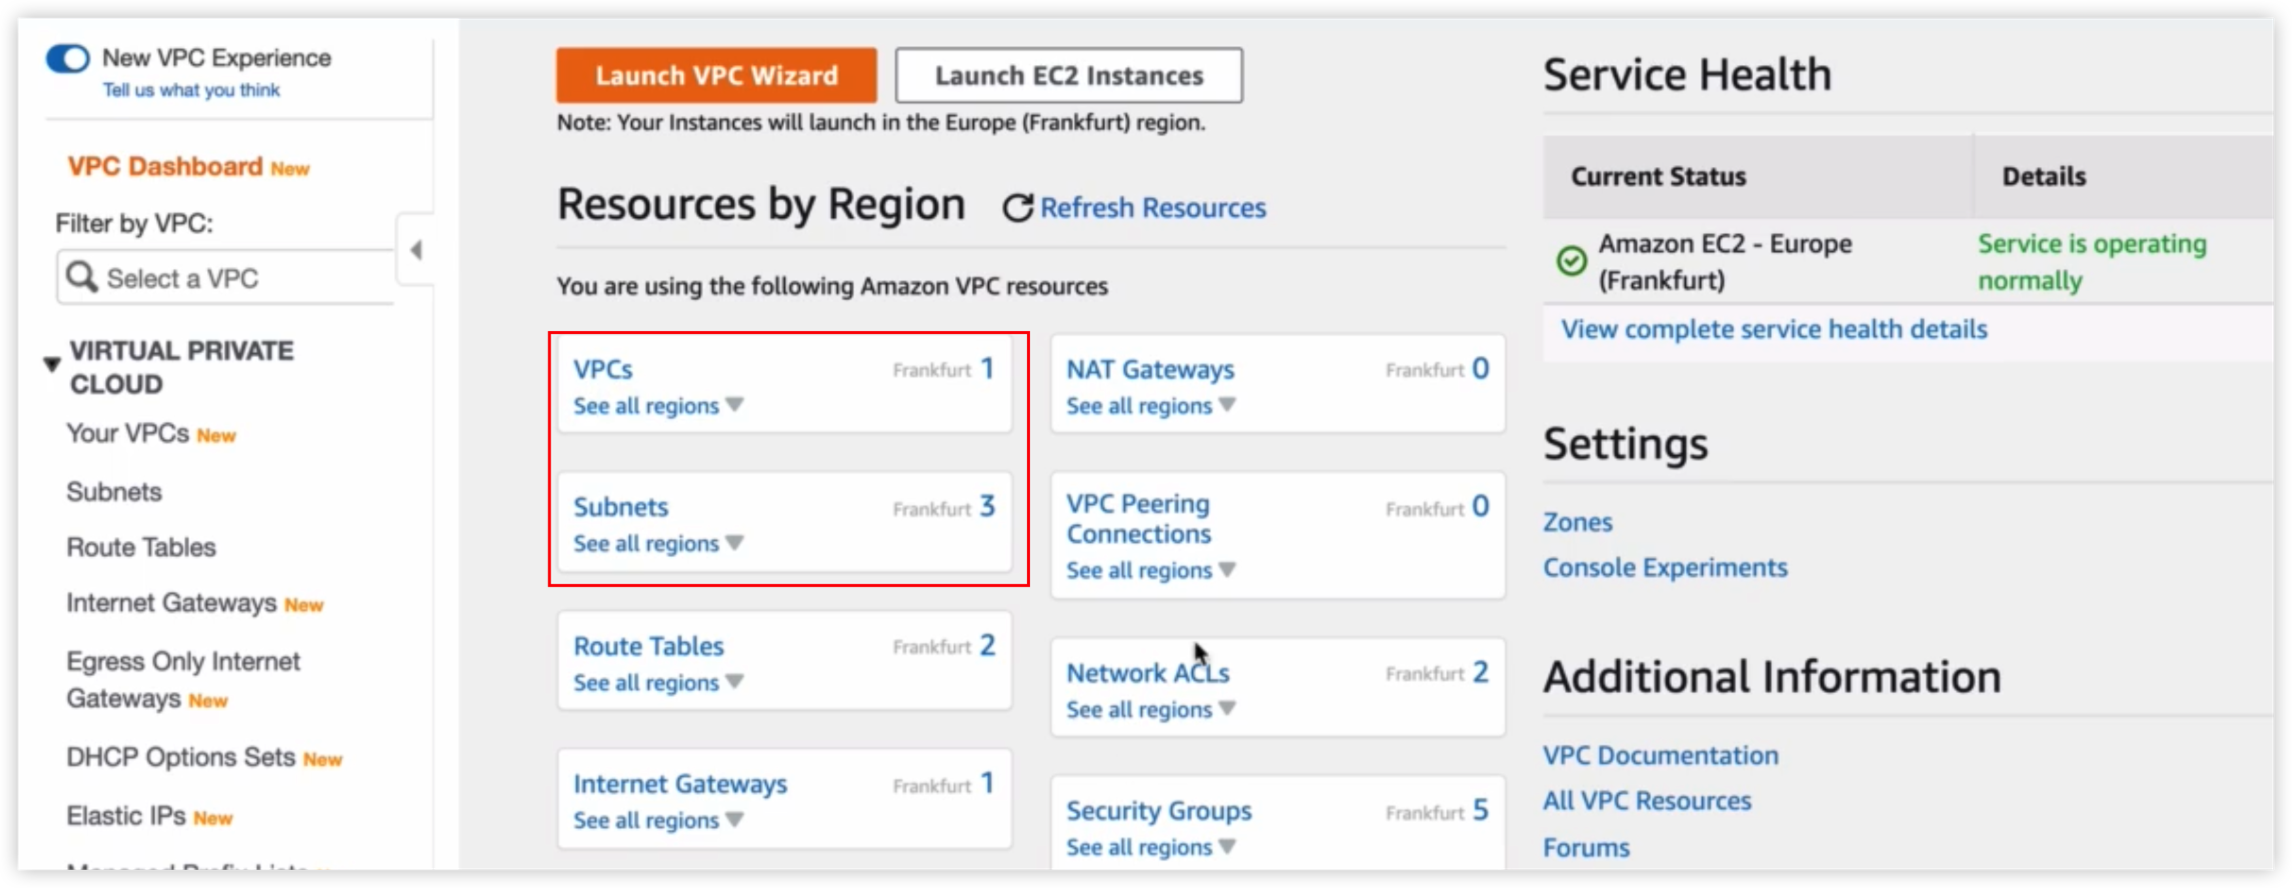 New VPC Experience
Tell us what you think
VPC Dashboard New
Filter by VPC:
Select a VPC
VIRTUAL PRIVATE
CLOUD
Your VPCs New
Subnets
Route Tables
Internet Gateways New
Egress Only Internet
Gateways New
DHCP Options Sets New
Elastic IPs New
Launch VPC Wizard
Launch EC2 Instances
Note: Your Instances will launch in the Europe (Frankfurt) region.
Resources by Region
Refresh Resources
You are using the following Amazon VPC resources
VPCs Frankfurt 1
See all regions
NAT Gateways Frankfurt 0
See all regions
Subnets Frankfurt 3
See all regions
VPC Peering Frankfurt 0
Connections
See all regions
Route Tables Frankfurt 2
See all regions
Network ACLs Frankfurt 2
See all regions
Internet Gateways Frankfurt 1
See all regions
Security Groups Frankfurt 5
See all regions
Service Health
Current Status Details
Amazon EC2 - Europe Service is operating
(Frankfurt) normally
View complete service health details
Settings
Zones
Console Experiments
Additional Information
VPC Documentation
All VPC Resources
Forums